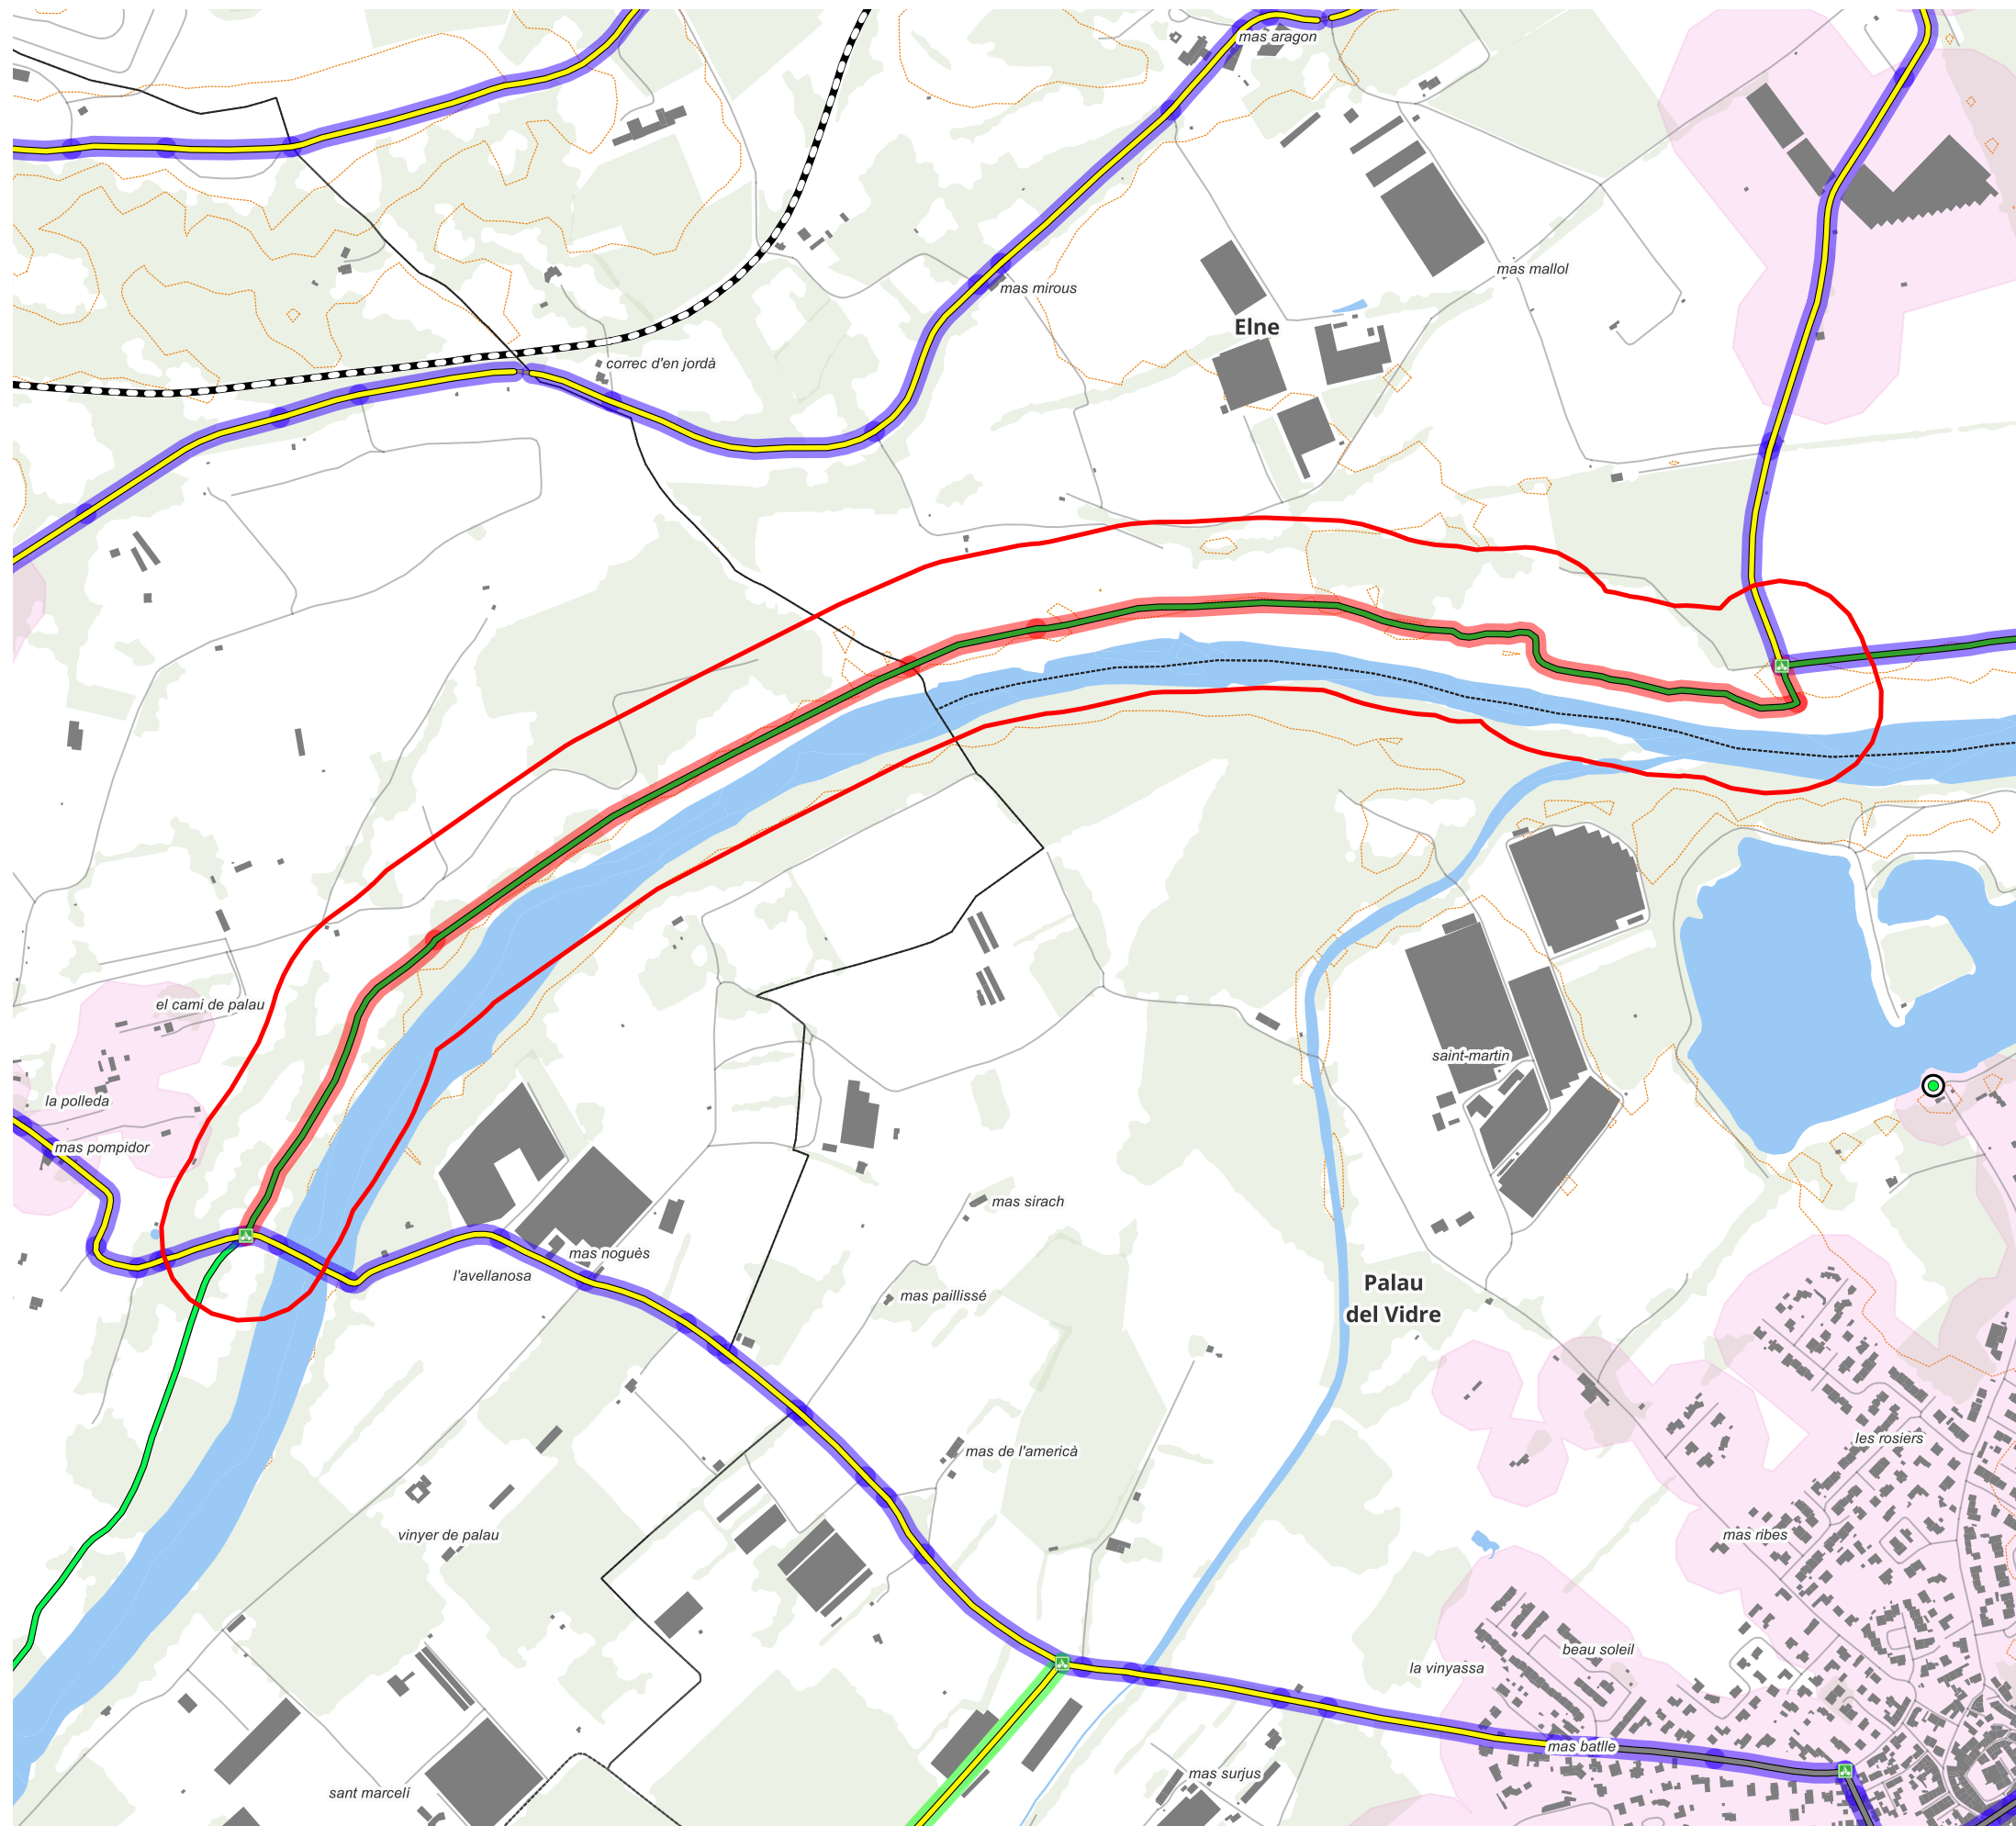 mas aragon
mas mallol
mas mirous
Elne
correc d'en jordà
el cami de palau
saint-martin
la polleda
mas pompidor
mas sirach
mas noguès
l'avellanosa
Palau
del Vidre
mas paillissé
les rosiers
mas de l'americà
vinyer de palau
mas ribes
beau soleil
la vinyassa
mas batlle
mas surjus
sant marcelí